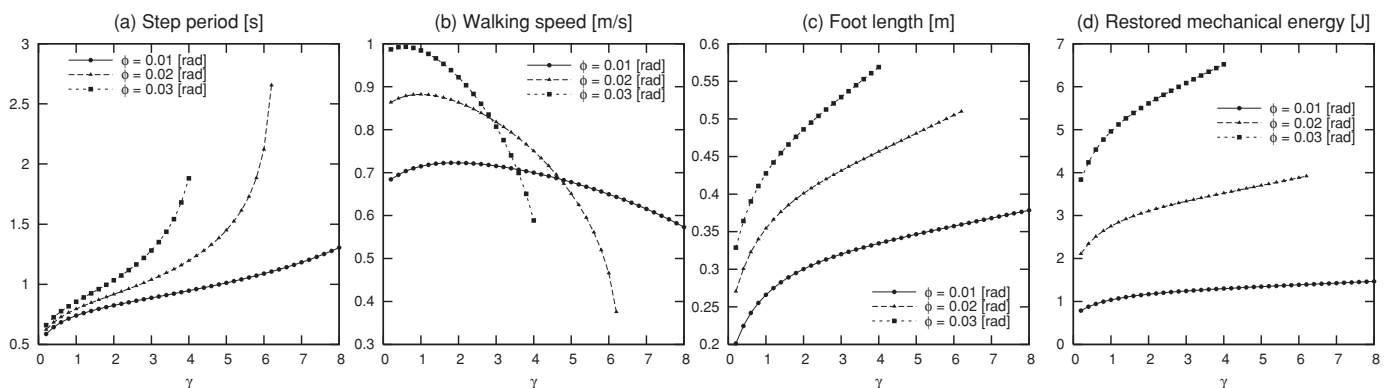 (a) Step period [s]
3
2.5
2
1.5
1
0.5
0 1 2 3 4 5 6 7 8
γ
ϕ = 0.01 [rad]
ϕ = 0.02 [rad]
ϕ = 0.03 [rad]
(b) Walking speed [m/s]
1
0.9
0.8
0.7
0.6
0.5
0.4
0.3
0 1 2 3 4 5 6 7 8
γ
ϕ = 0.01 [rad]
ϕ = 0.02 [rad]
ϕ = 0.03 [rad]
(c) Foot length [m]
0.6
0.55
0.5
0.45
0.4
0.35
0.3
0.25
0.2
0 1 2 3 4 5 6 7 8
γ
ϕ = 0.01 [rad]
ϕ = 0.02 [rad]
ϕ = 0.03 [rad]
(d) Restored mechanical energy [J]
7
6
5
4
3
2
1
0
0 1 2 3 4 5 6 7 8
γ
ϕ = 0.01 [rad]
ϕ = 0.02 [rad]
ϕ = 0.03 [rad]